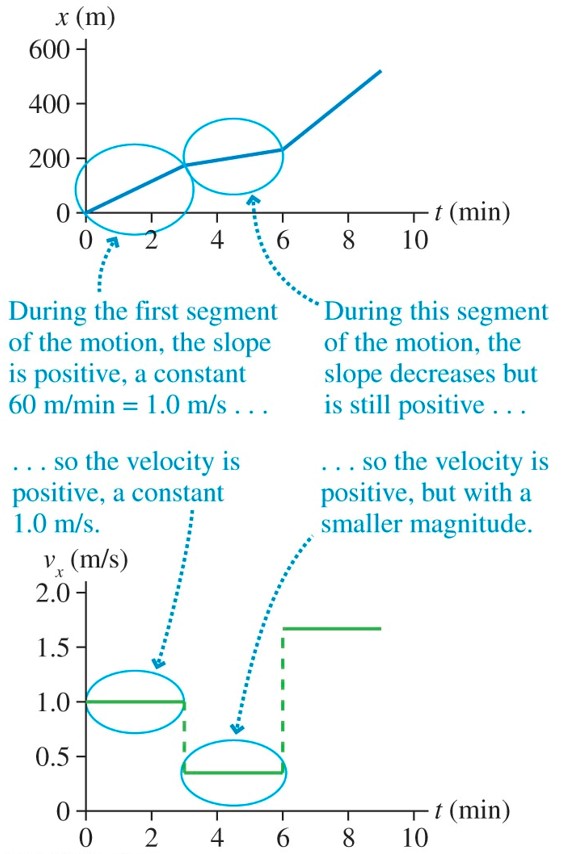 x (m)
600
400
200
0
0 2 4 6 8 10
t (min)
During the first segment
of the motion, the slope
is positive, a constant
60 m/min = 1.0 m/s . . .
During this segment
of the motion, the
slope decreases but
is still positive . . .
. . . so the velocity is
positive, a constant
1.0 m/s.
. . . so the velocity is
positive, but with a
smaller magnitude.
vx (m/s)
2.0
1.5
1.0
0.5
0
0 2 4 6 8 10
t (min)